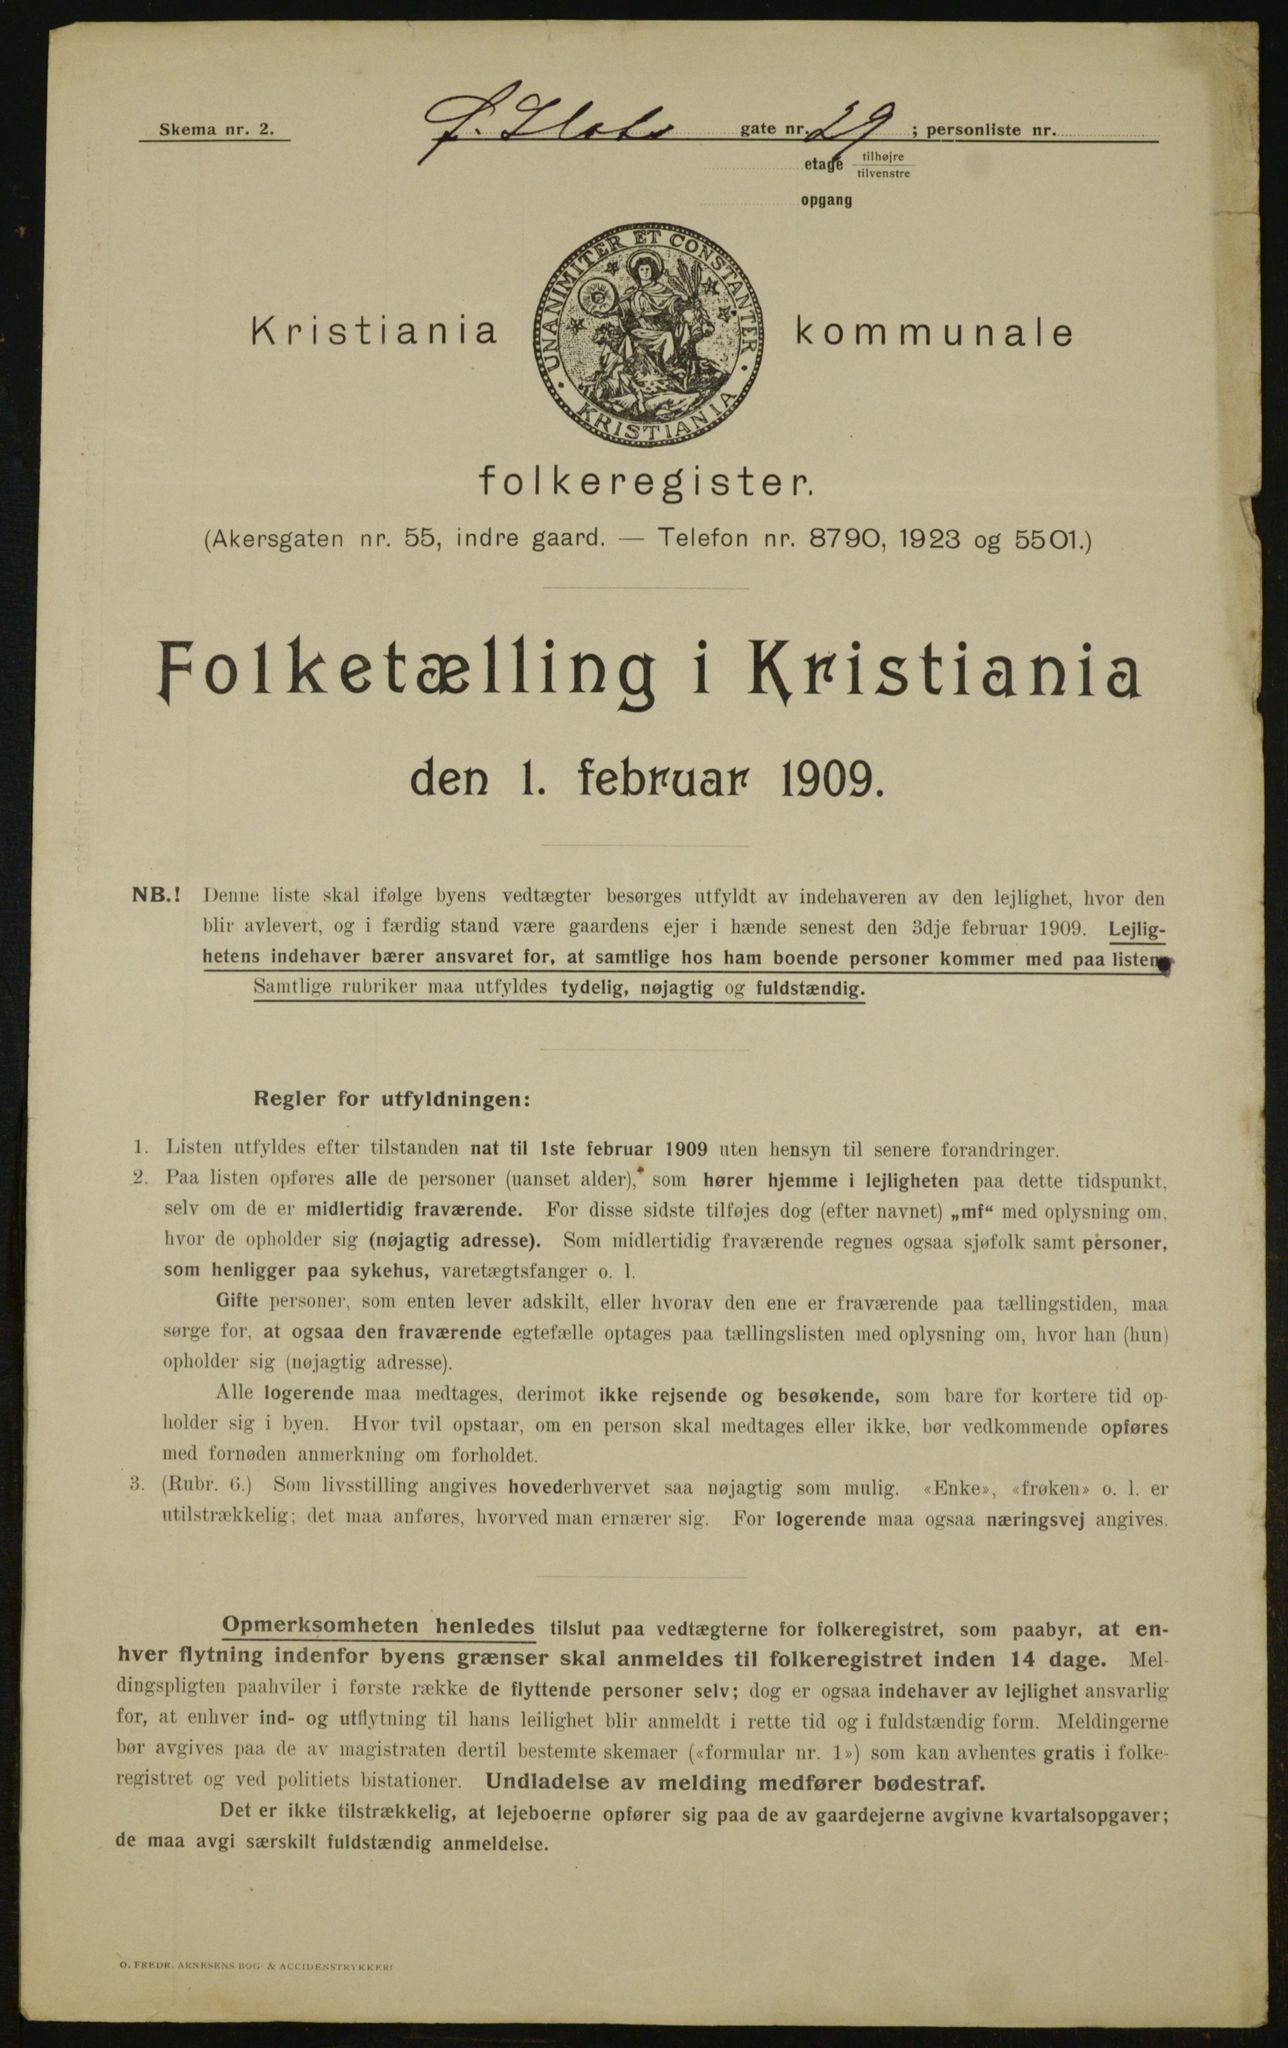 Skema nr. 2. Ø. Slots gate nr. 29; personliste nr.
etage tilhøjre tilvenstre
opgang
UNANIMITER ET CONSTANTER
KRISTIANIA
Kristiania kommunale
folkeregister.
(Akersgaten nr. 55, indre gaard. — Telefon nr. 8790, 1923 og 5501.)
Folketælling i Kristiania
den 1. februar 1909.
NB.! Denne liste skal ifølge byens vedtægter besørges utfyldt av indehaveren av den lejlighet, hvor den
blir avlevert, og i færdig stand være gaardens ejer i hænde senest den 3dje februar 1909. Lejlig-
hetens indehaver bærer ansvaret for, at samtlige hos ham boende personer kommer med paa listen.
Samtlige rubriker maa utfyldes tydelig, nøjagtig og fuldstændig.
Regler for utfyldningen:
1. Listen utfyldes efter tilstanden nat til 1ste februar 1909 uten hensyn til senere forandringer.
2. Paa listen opføres alle de personer (uanset alder), som hører hjemme i lejligheten paa dette tidspunkt,
selv om de er midlertidig fraværende. For disse sidste tilføjes dog (efter navnet) „mf“ med oplysning om,
hvor de opholder sig (nøjagtig adresse). Som midlertidig fraværende regnes ogsaa sjøfolk samt personer,
som henligger paa sykehus, varetægtsfanger o. l.
Gifte personer, som enten lever adskilt, eller hvorav den ene er fraværende paa tællingstiden, maa
sørge for, at ogsaa den fraværende egtefælle optages paa tællingslisten med oplysning om, hvor han (hun)
opholder sig (nøjagtig adresse).
Alle logerende maa medtages, derimot ikke rejsende og besøkende, som bare for kortere tid op-
holder sig i byen. Hvor tvil opstaar, om en person skal medtages eller ikke, bør vedkommende opføres
med fornøden anmerkning om forholdet.
3. (Rubr. 6.) Som livsstilling angives hovederhvervet saa nøjagtig som mulig. «Enke», «frøken» o. l. er
utilstrækkelig; det maa anføres, hvorved man ernærer sig. For logerende maa ogsaa næringsvej angives.
Opmerksomheten henledes tilslut paa vedtægterne for folkeregistret, som paabyr, at en-
hver flytning indenfor byens grænser skal anmeldes til folkeregistret inden 14 dage. Mel-
dingspligten paahviler i første række de flyttende personer selv; dog er ogsaa indehaver av lejlighet ansvarlig
for, at enhver ind- og utflytning til hans leilighet blir anmeldt i rette tid og i fuldstændig form. Meldingerne
bør avgives paa de av magistraten dertil bestemte skemaer («formular nr. 1») som kan avhentes gratis i folke-
registret og ved politiets bistationer. Undladelse av melding medfører bødestraf.
Det er ikke tilstrækkelig, at lejeboerne opfører sig paa de av gaardejerne avgivne kvartalsopgaver;
de maa avgi særskilt fuldstændig anmeldelse.
O. FREDR. ARNESENS BOG- & ACCIDENSTRYKKERI